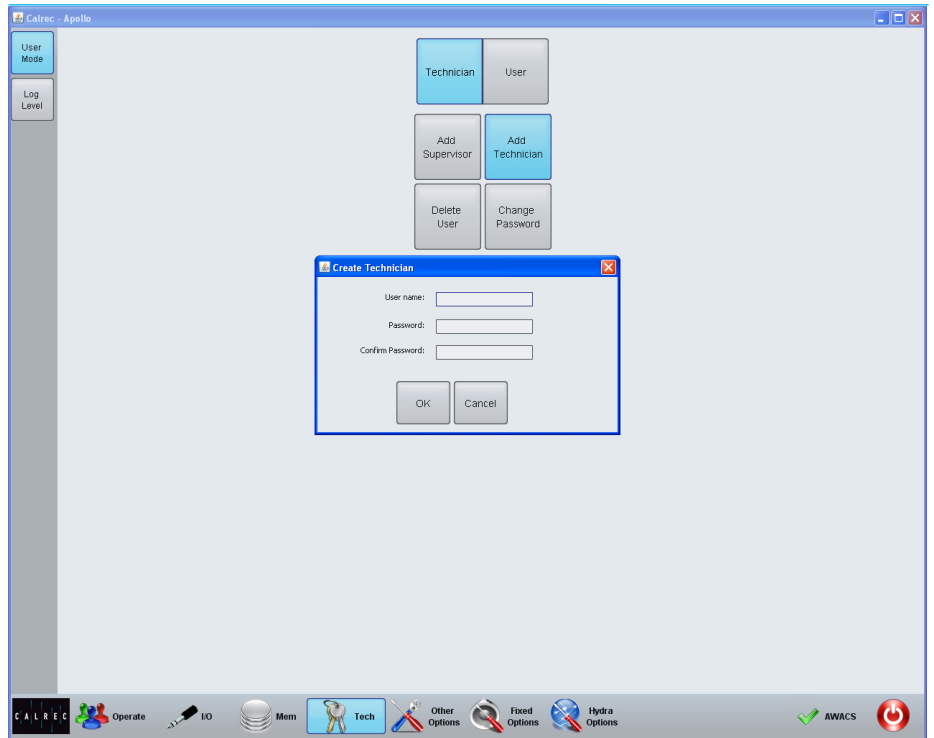 Calrec - Apollo
User
Mode
Log
Level
Technician
User
Add
Supervisor
Add
Technician
Delete
User
Change
Password
Create Technician
User name:
Password:
Confirm Password:
OK
Cancel
CALREC
Operate
I/O
Mem
Tech
Other
Options
Fixed
Options
Hydra
Options
AWACS